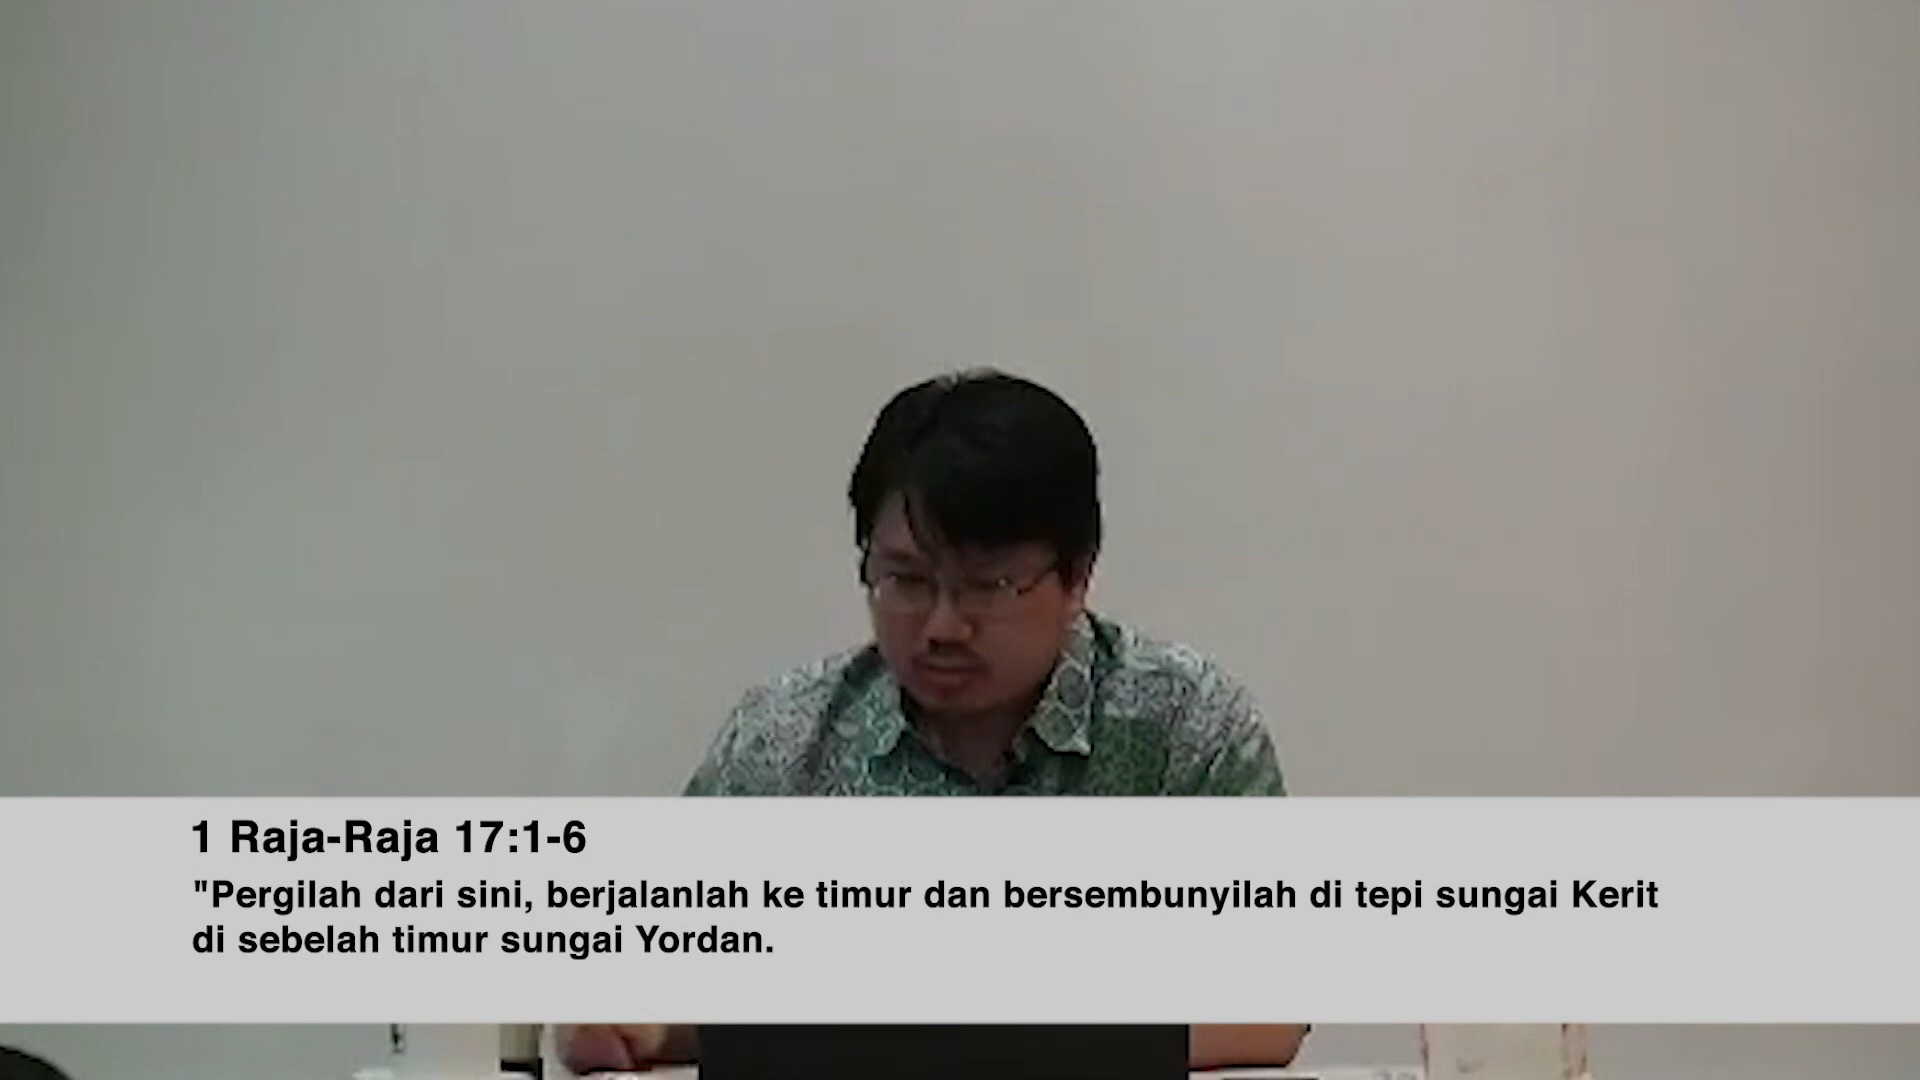 1 Raja-Raja 17:1-6
"Pergilah dari sini, berjalanlah ke timur dan bersembunyilah di tepi sungai Kerit
di sebelah timur sungai Yordan.